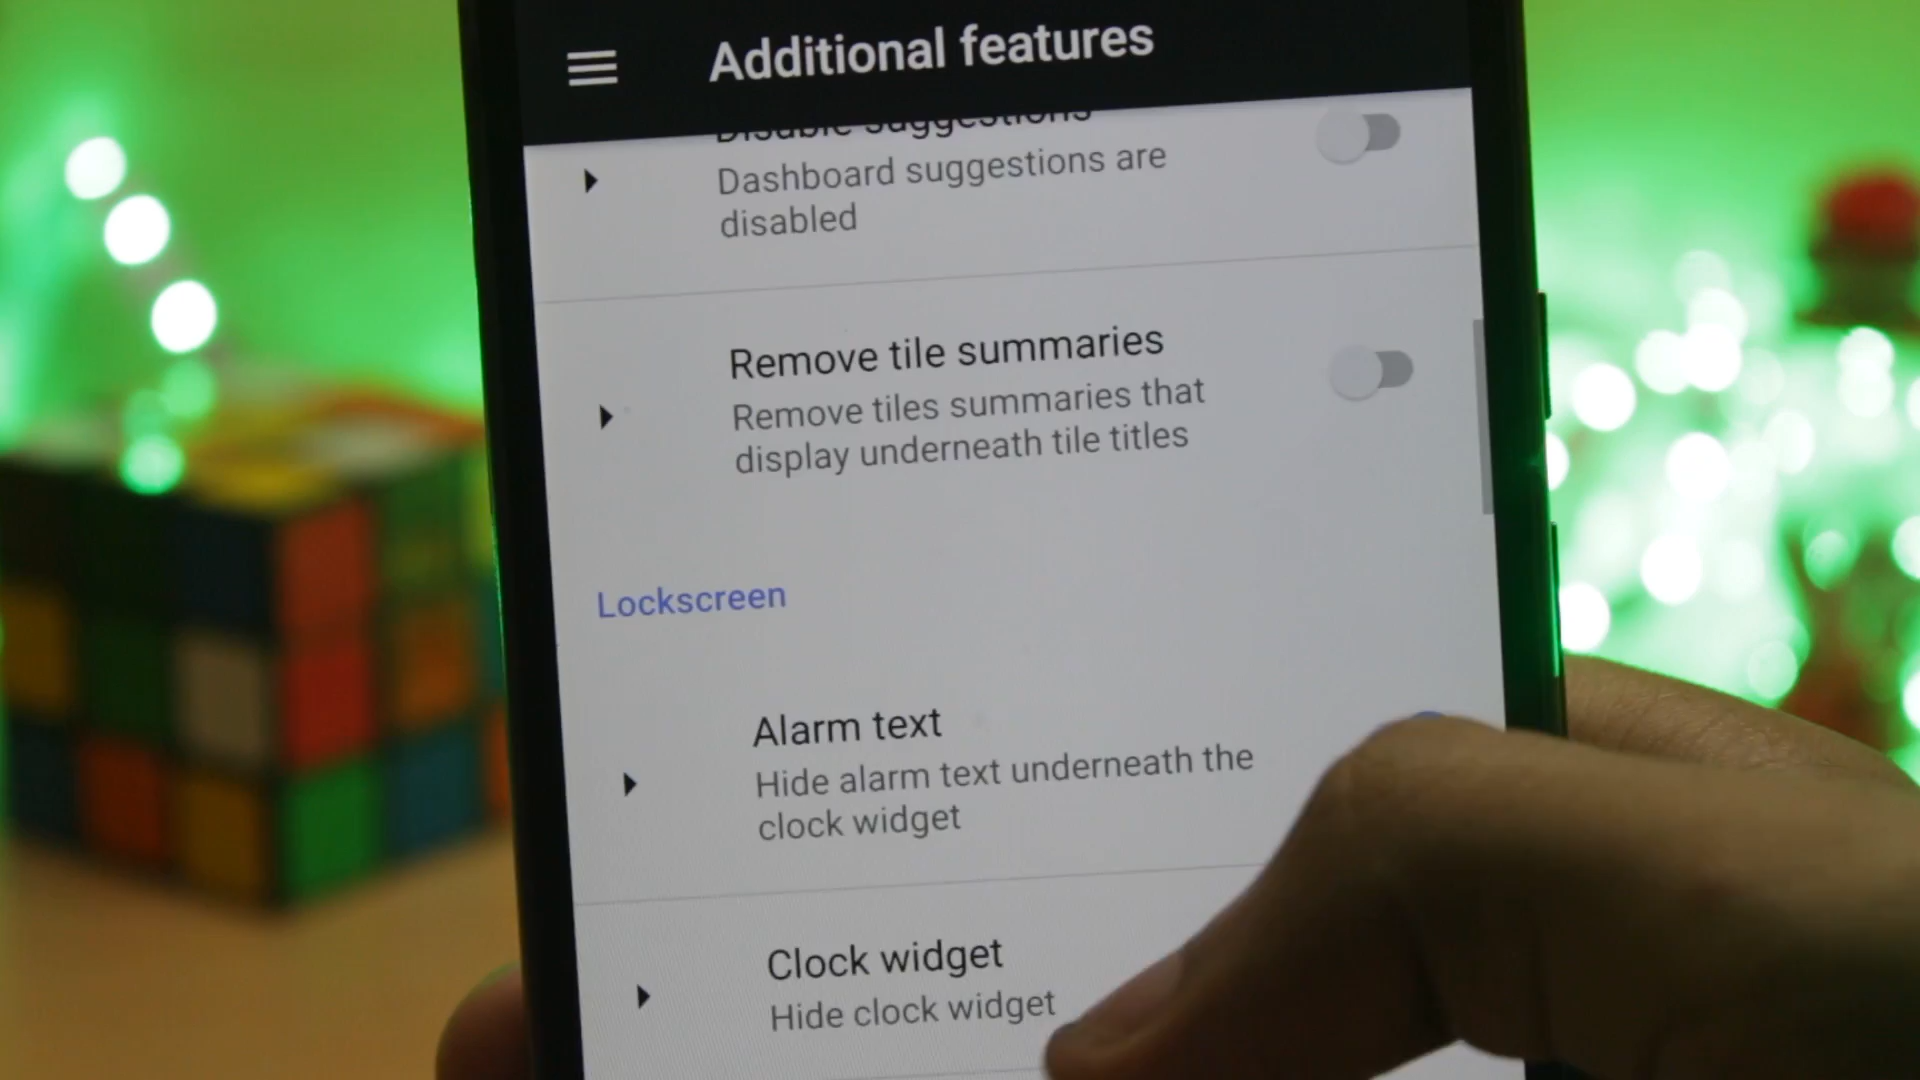 Additional features
Disable suggestions
Dashboard suggestions are
disabled
Remove tile summaries
Remove tiles summaries that
display underneath tile titles
Lockscreen
Alarm text
Hide alarm text underneath the
clock widget
Clock widget
Hide clock widget